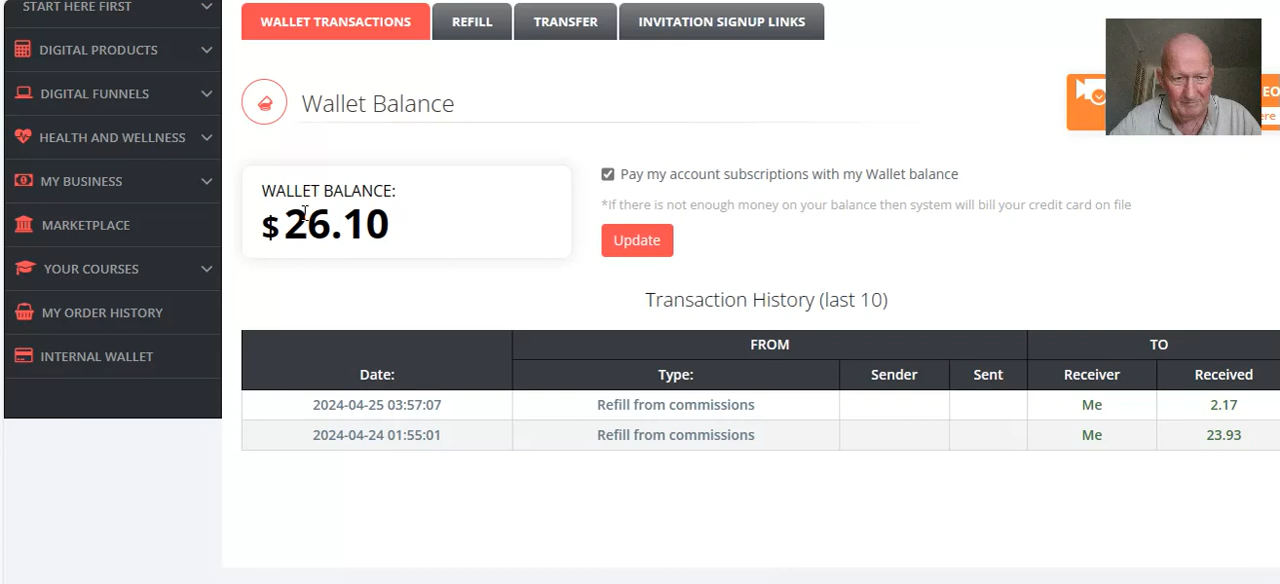 START HERE FIRST
DIGITAL PRODUCTS
DIGITAL FUNNELS
HEALTH AND WELLNESS
MY BUSINESS
MARKETPLACE
YOUR COURSES
MY ORDER HISTORY
INTERNAL WALLET
WALLET TRANSACTIONS REFILL TRANSFER INVITATION SIGNUP LINKS
Wallet Balance
WALLET BALANCE:
$ 26.10
Pay my account subscriptions with my Wallet balance
*If there is not enough money on your balance then system will bill your credit card on file
Update
Transaction History (last 10)
FROM TO
Date: Type: Sender Sent Receiver Received
2024-04-25 03:57:07 Refill from commissions Me 2.17
2024-04-24 01:55:01 Refill from commissions Me 23.93